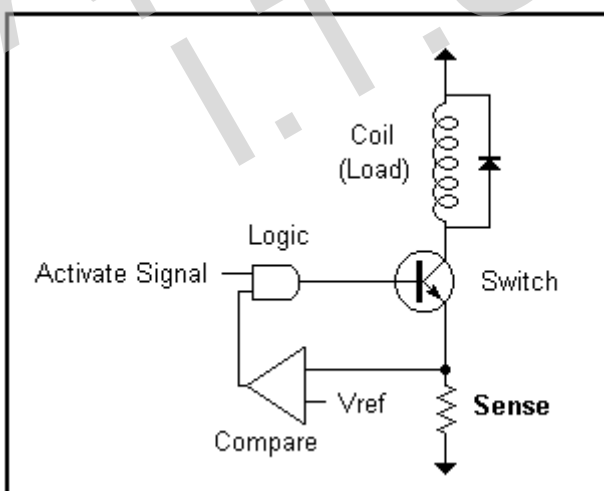 Coil
(Load)
Logic
Activate Signal
Switch
Vref
Sense
Compare